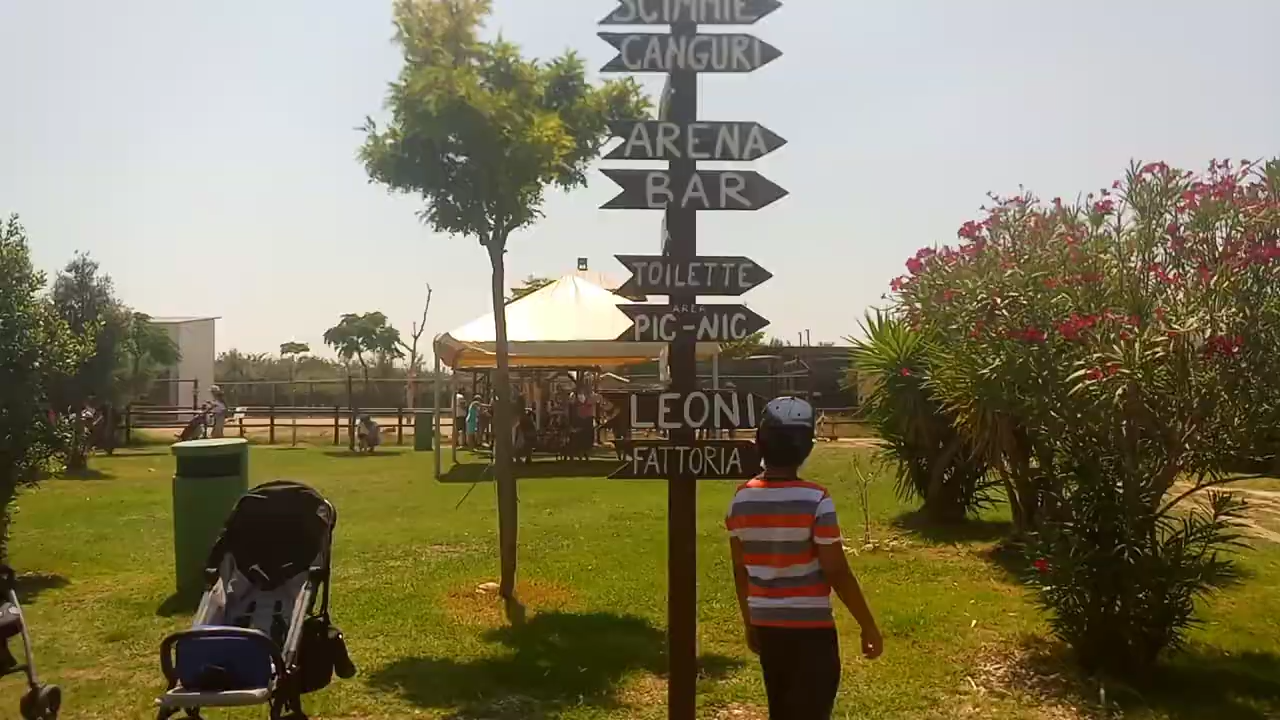 SCIMMIE
CANGURI
ARENA
BAR
TOILETTE
AREA
PIC-NIC
LEONI
FATTORIA